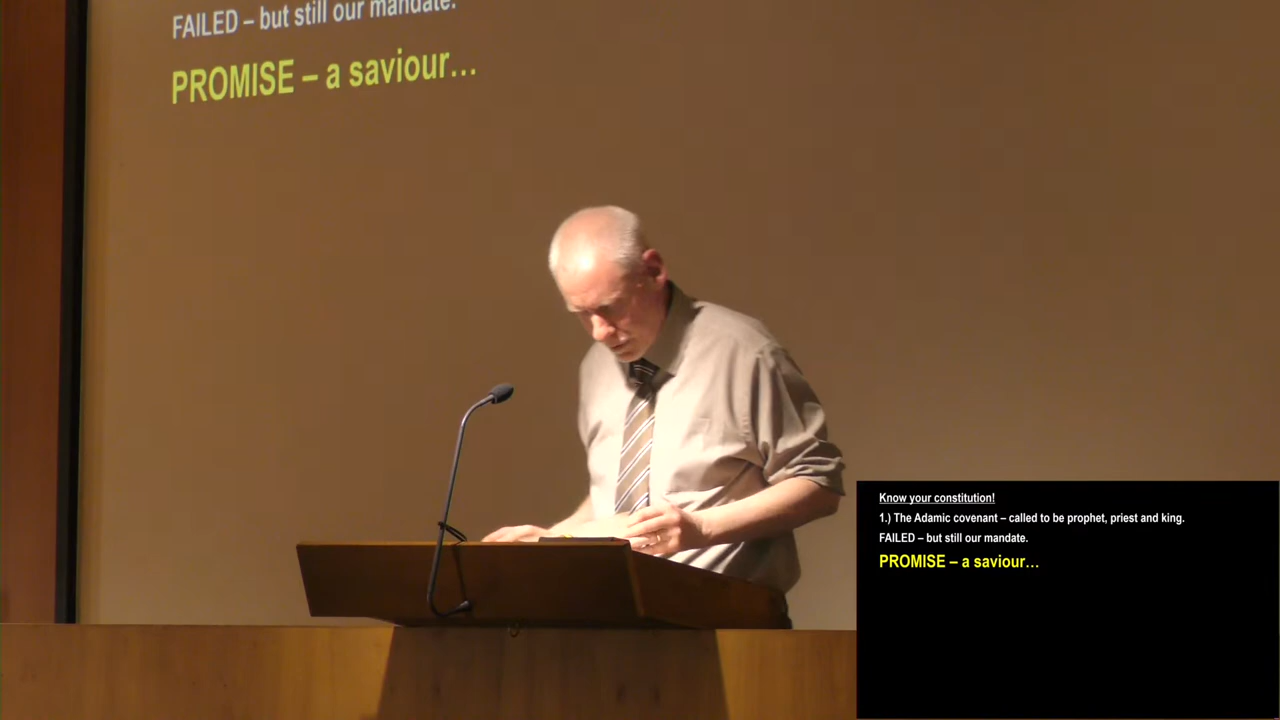 FAILED – but still our mandate.
PROMISE – a saviour...
Know your constitution!
1.) The Adamic covenant – called to be prophet, priest and king.
FAILED – but still our mandate.
PROMISE – a saviour...